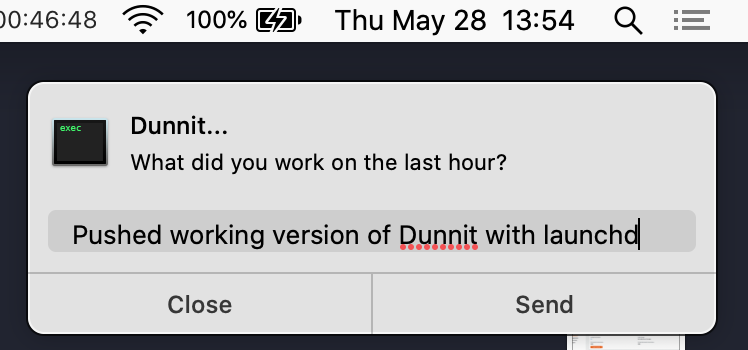 00:46:48 100% Thu May 28 13:54
exec
Dunnit...
What did you work on the last hour?
Pushed working version of Dunnit with launchd
Close Send